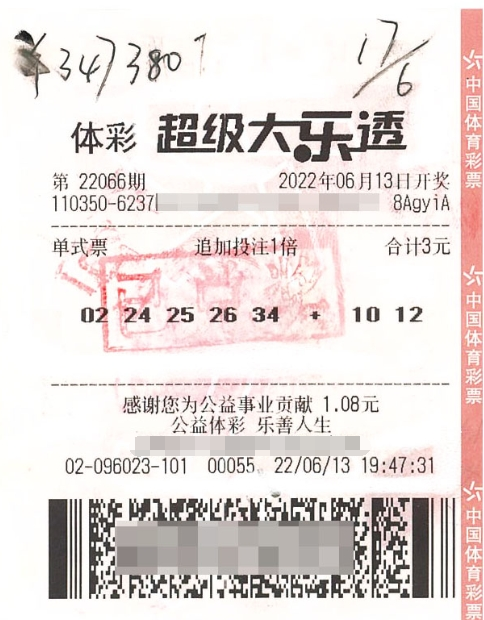 ¥3473807
17/6
体彩 超级大乐透
第 22066期 2022年06月13日开奖
110350-6237 8AgyiA
单式票 追加投注1倍 合计3元
02 24 25 26 34 + 10 12
感谢您为公益事业贡献 1.08元
公益体彩 乐善人生
02-096023-101 00055 22/06/13 19:47:31
中国体育彩票
中国体育彩票
中国体育彩票